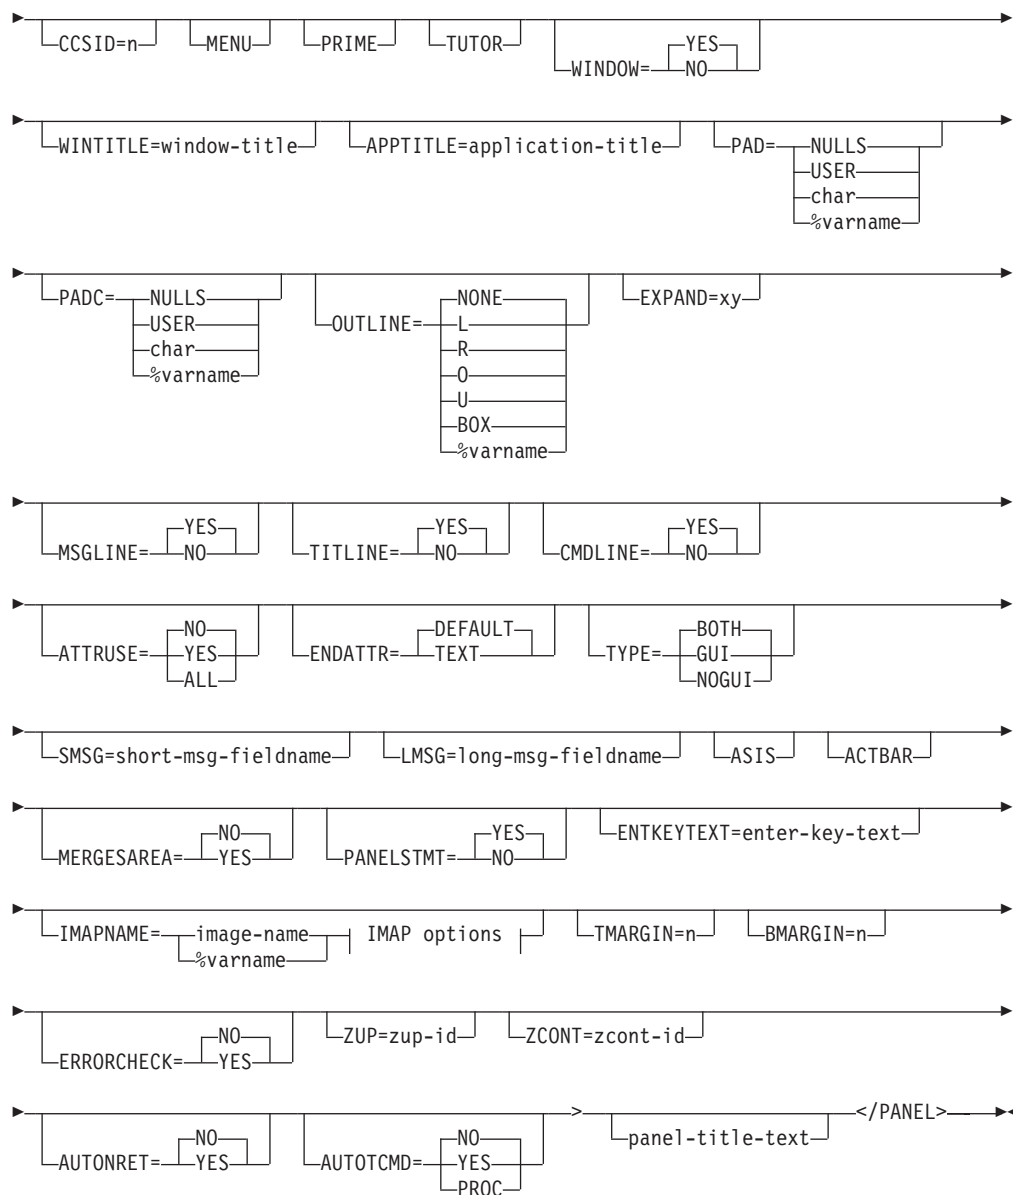 CCSID=n MENU PRIME TUTOR YES
WINDOW= NO
WINTITLE=window-title APPTITLE=application-title PAD= NULLS
USER
char
%varname
PADC= NULLS NONE EXPAND=xy
USER OUTLINE= L
char R
%varname O
U
BOX
%varname
YES YES YES
MSGLINE= NO TITLINE= NO CMDLINE= NO
NO DEFAULT BOTH
ATTRUSE= YES ENDATTR= TEXT TYPE= GUI
ALL NOGUI
SMSG=short-msg-fieldname LMSG=long-msg-fieldname ASIS ACTBAR
NO YES ENTKEYTEXT=enter-key-text
MERGESAREA= YES PANELSTMT= NO
IMAPNAME= image-name IMAP options TMARGIN=n BMARGIN=n
%varname
NO ZUP=zup-id ZCONT=zcont-id
ERRORCHECK= YES
> </PANEL>
NO NO panel-title-text
AUTONRET= YES AUTOTCMD= YES
PROC